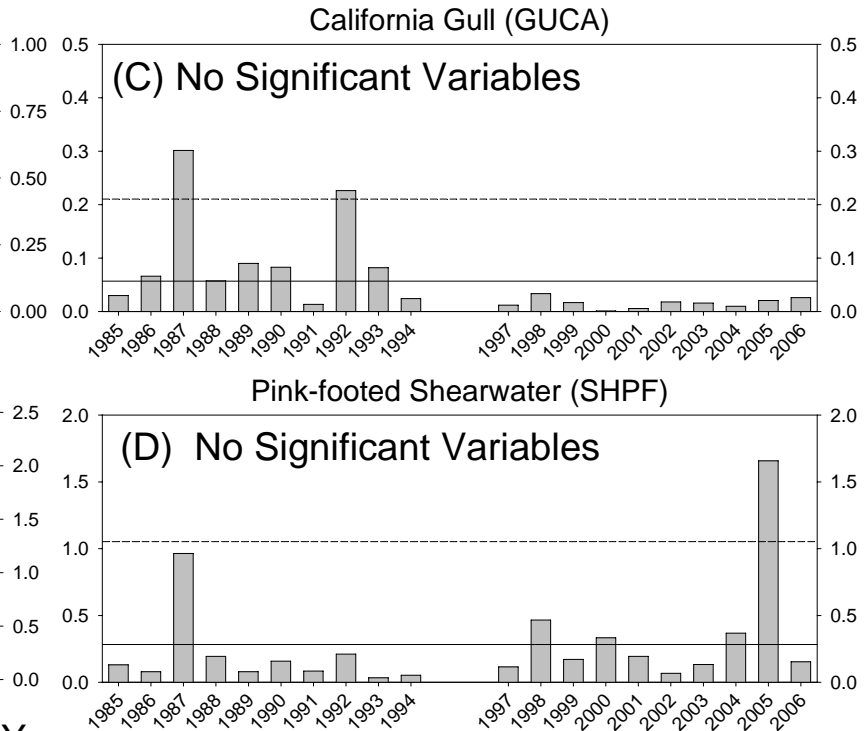 California Gull (GUCA)
1.00 0.5 0.5
(C) No Significant Variables
0.4 0.4
0.75
0.3 0.3
0.50
0.2 0.2
0.25
0.1 0.1
0.00 0.0 0.0
1985 1986 1987 1988 1989 1990 1991 1992 1993 1994 1997 1998 1999 2000 2001 2002 2003 2004 2005 2006
Pink-footed Shearwater (SHPF)
2.5 2.0 2.0
(D) No Significant Variables
2.0
1.5 1.5
1.5
1.0 1.0
1.0
0.5 0.5 0.5
0.0 0.0 0.0
1985 1986 1987 1988 1989 1990 1991 1992 1993 1994 1997 1998 1999 2000 2001 2002 2003 2004 2005 2006